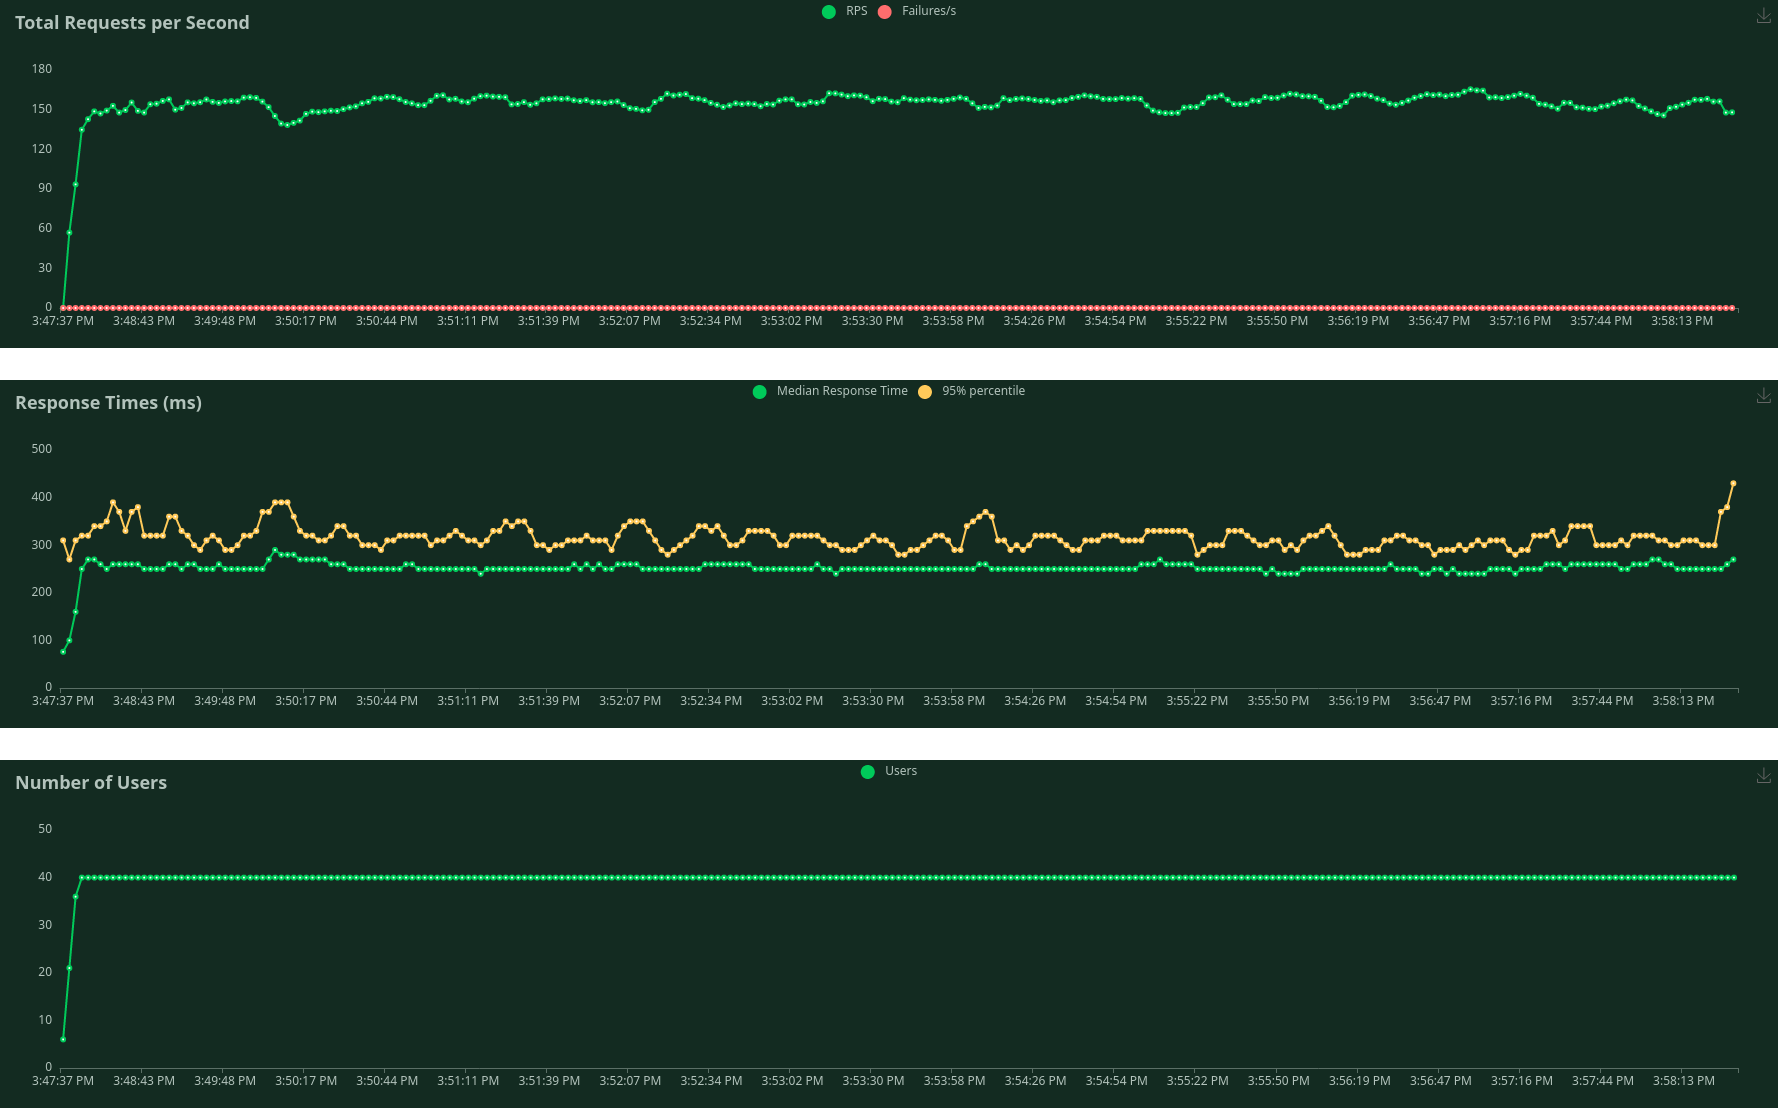 Total Requests per Second
RPS Failures/s
180
150
120
90
60
30
0
3:47:37 PM 3:48:43 PM 3:49:48 PM 3:50:17 PM 3:50:44 PM 3:51:11 PM 3:51:39 PM 3:52:07 PM 3:52:34 PM 3:53:02 PM 3:53:30 PM 3:53:58 PM 3:54:26 PM 3:54:54 PM 3:55:22 PM 3:55:50 PM 3:56:19 PM 3:56:47 PM 3:57:16 PM 3:57:44 PM 3:58:13 PM
Response Times (ms)
Median Response Time 95% percentile
500
400
300
200
100
0
3:47:37 PM 3:48:43 PM 3:49:48 PM 3:50:17 PM 3:50:44 PM 3:51:11 PM 3:51:39 PM 3:52:07 PM 3:52:34 PM 3:53:02 PM 3:53:30 PM 3:53:58 PM 3:54:26 PM 3:54:54 PM 3:55:22 PM 3:55:50 PM 3:56:19 PM 3:56:47 PM 3:57:16 PM 3:57:44 PM 3:58:13 PM
Number of Users
Users
50
40
30
20
10
0
3:47:37 PM 3:48:43 PM 3:49:48 PM 3:50:17 PM 3:50:44 PM 3:51:11 PM 3:51:39 PM 3:52:07 PM 3:52:34 PM 3:53:02 PM 3:53:30 PM 3:53:58 PM 3:54:26 PM 3:54:54 PM 3:55:22 PM 3:55:50 PM 3:56:19 PM 3:56:47 PM 3:57:16 PM 3:57:44 PM 3:58:13 PM